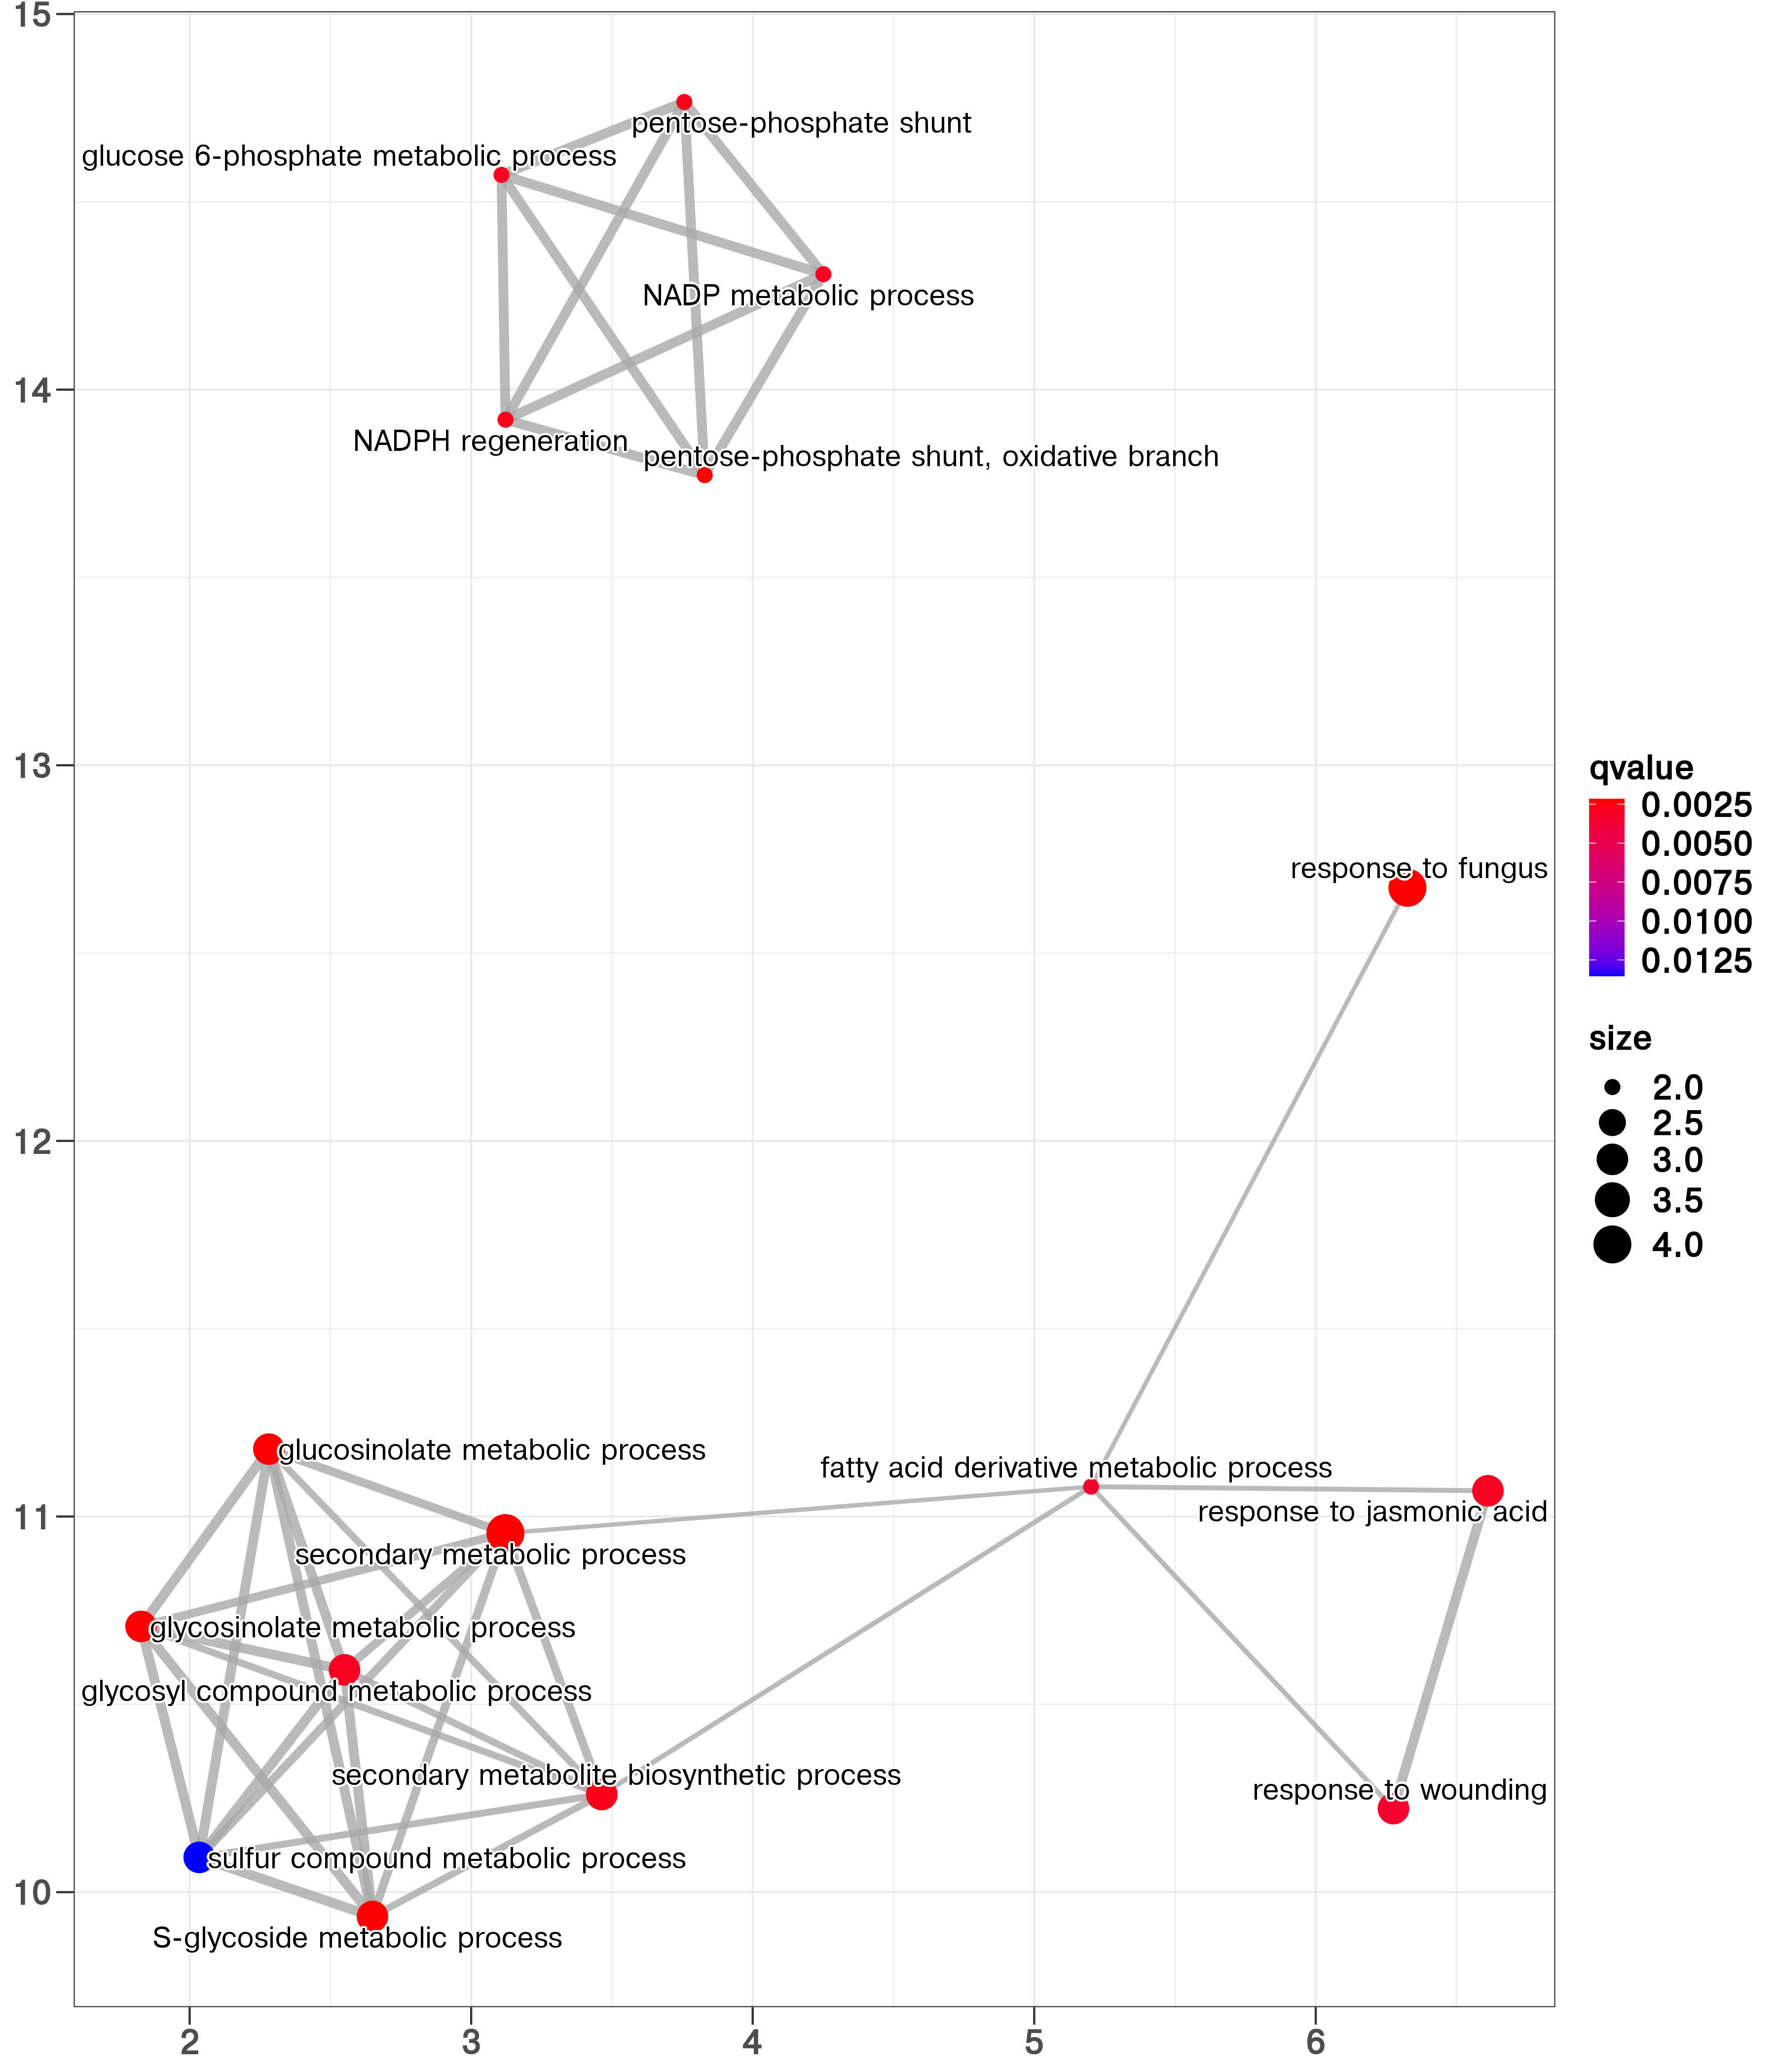 15
pentose-phosphate shunt
glucose 6-phosphate metabolic process
NADP metabolic process
14
NADPH regeneration
pentose-phosphate shunt, oxidative branch
13
response to fungus
12
glucosinolate metabolic process
fatty acid derivative metabolic process
11
response to jasmonic acid
secondary metabolic process
glycosinolate metabolic process
glycosyl compound metabolic process
secondary metabolite biosynthetic process
response to wounding
sulfur compound metabolic process
10
S-glycoside metabolic process
2 3 4 5 6
qvalue
0.0025
0.0050
0.0075
0.0100
0.0125
size
2.0
2.5
3.0
3.5
4.0